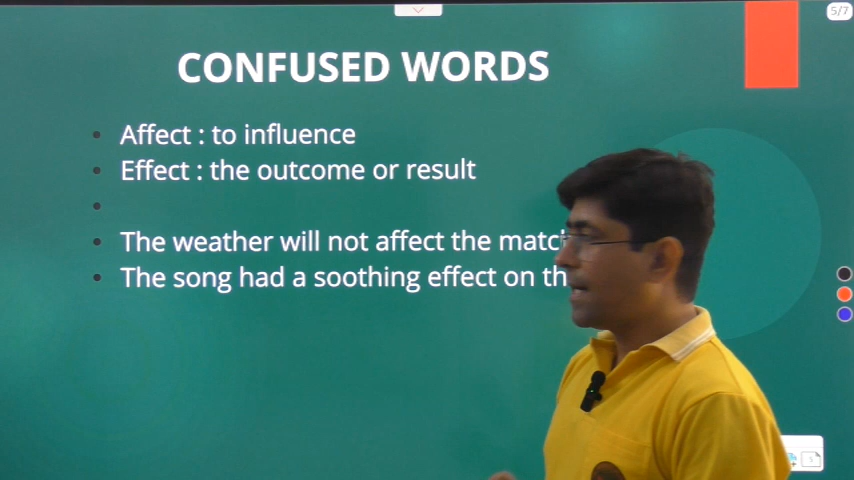 5/7
CONFUSED WORDS
Affect : to influence
Effect : the outcome or result
The weather will not affect the
The song had a soothing effect on